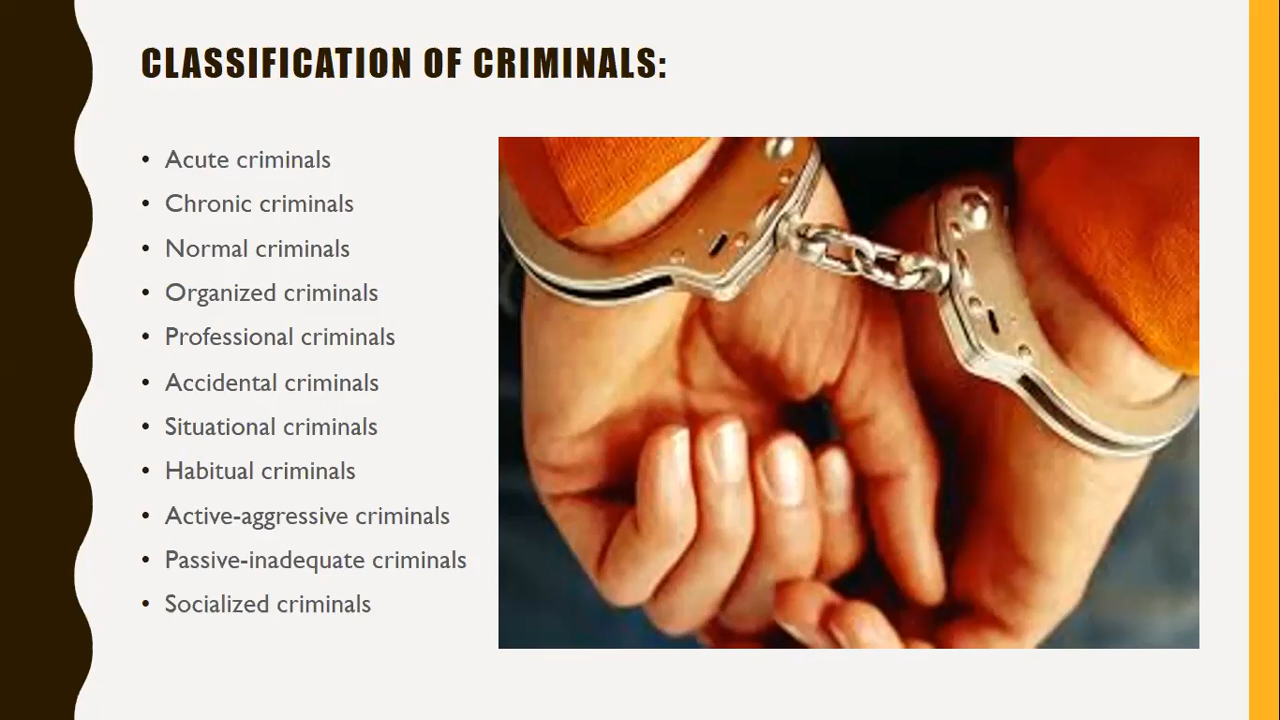 CLASSIFICATION OF CRIMINALS:
• Acute criminals
• Chronic criminals
• Normal criminals
• Organized criminals
• Professional criminals
• Accidental criminals
• Situational criminals
• Habitual criminals
• Active-aggressive criminals
• Passive-inadequate criminals
• Socialized criminals